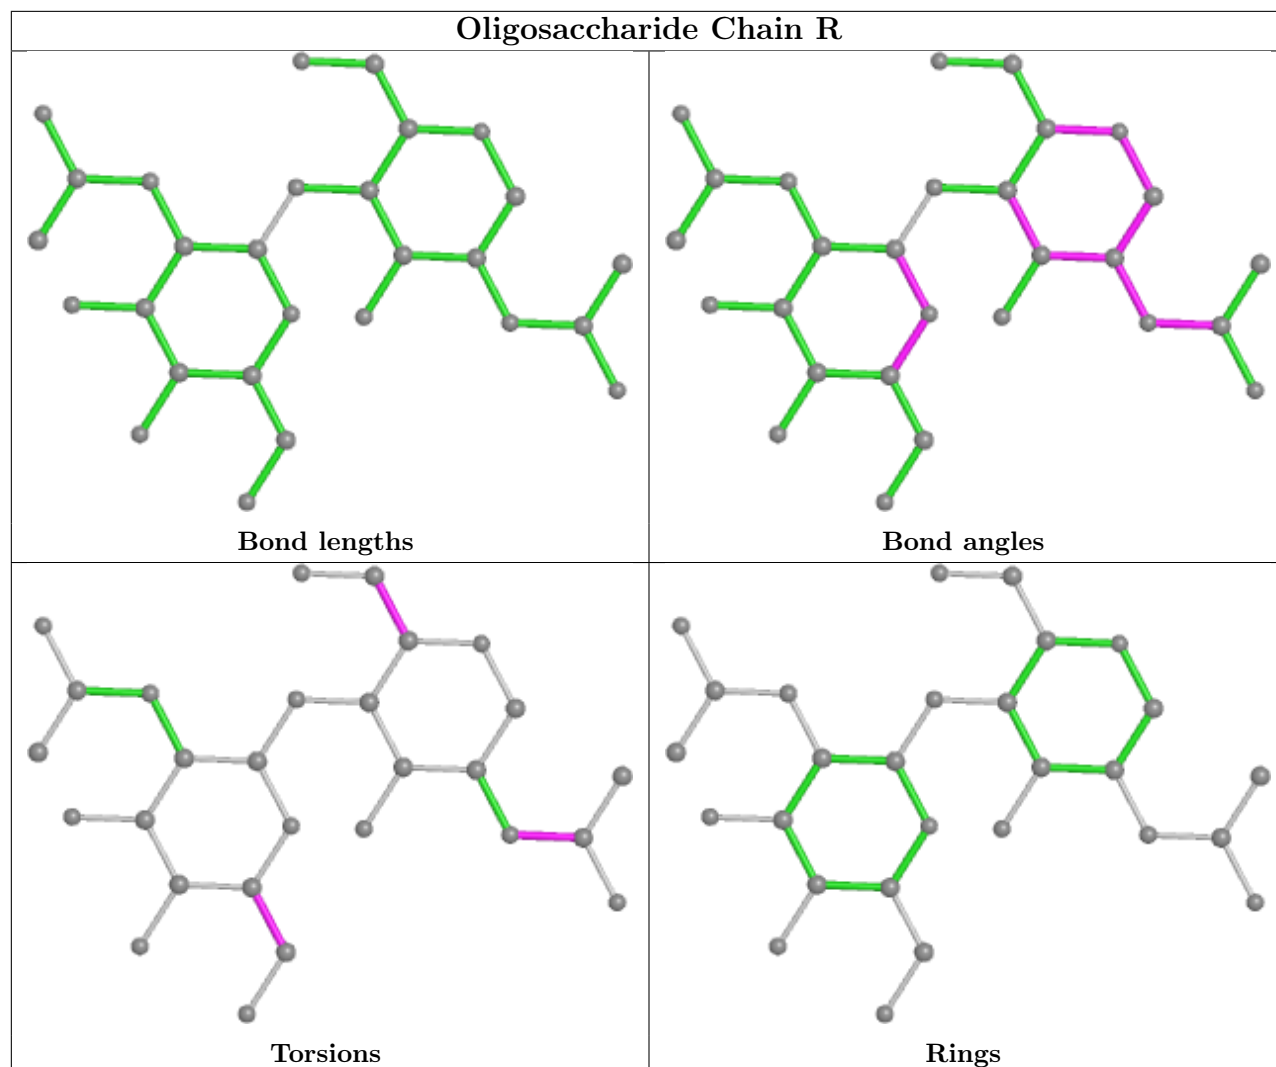 Oligosaccharide Chain R
Bond lengths
Bond angles
Torsions
Rings